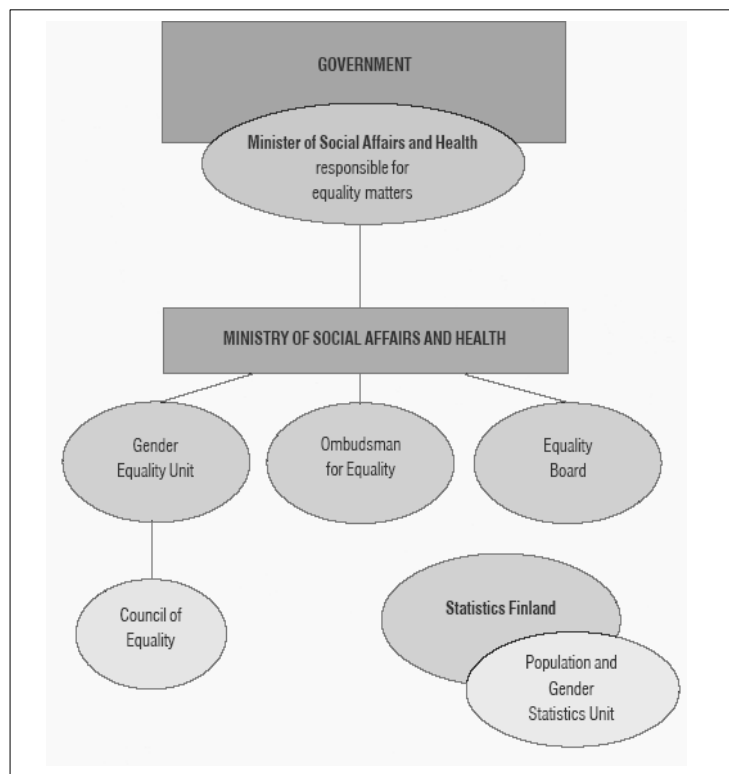 GOVERNMENT
Minister of Social Affairs and Health
responsible for
equality matters
MINISTRY OF SOCIAL AFFAIRS AND HEALTH
Gender
Equality Unit
Ombudsman
for Equality
Equality
Board
Council of
Equality
Statistics Finland
Population and
Gender
Statistics Unit